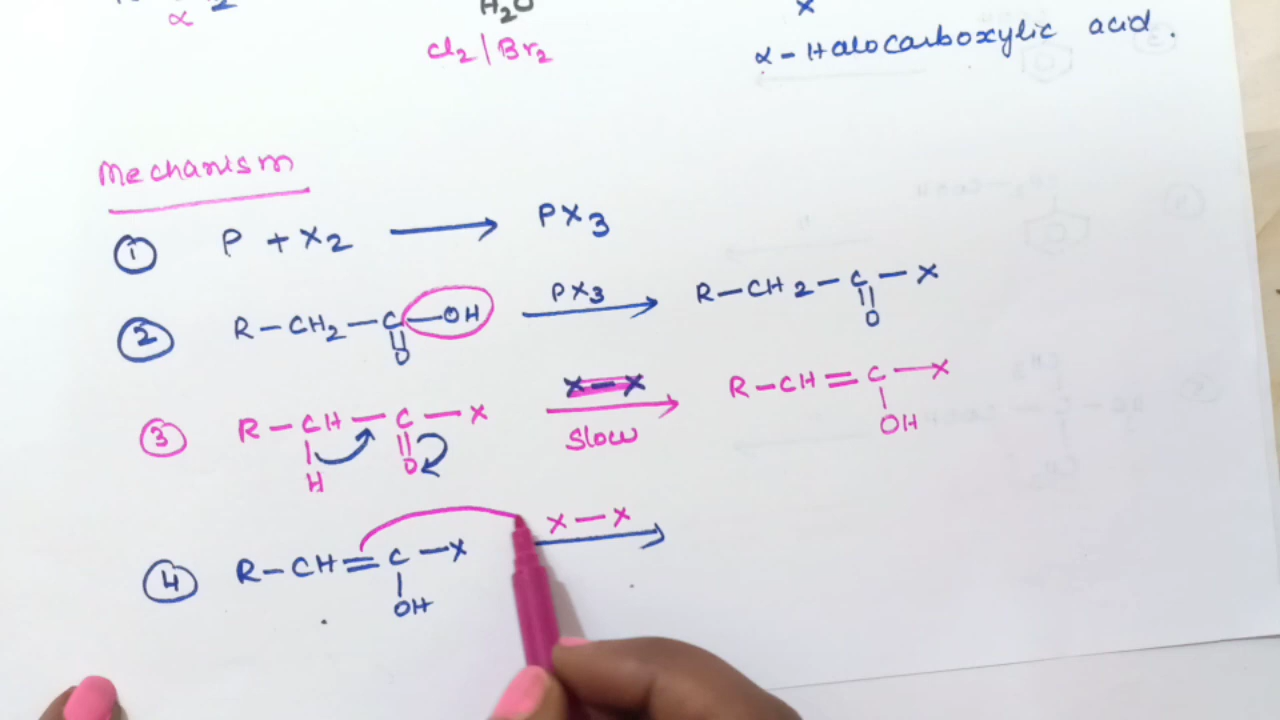 α
H2O
Cl2 / Br2
x
α - Halocarboxylic acid.
Mechanism
① P + X2 ⟶ PX3
② R - CH2 - C - OH PX3 ⟶ R - CH2 - C - X
O O
③ R - CH - C - X X - X ⟶ R - CH = C - X
H O Slow OH
④ R - CH = C - X X - X ⟶
OH